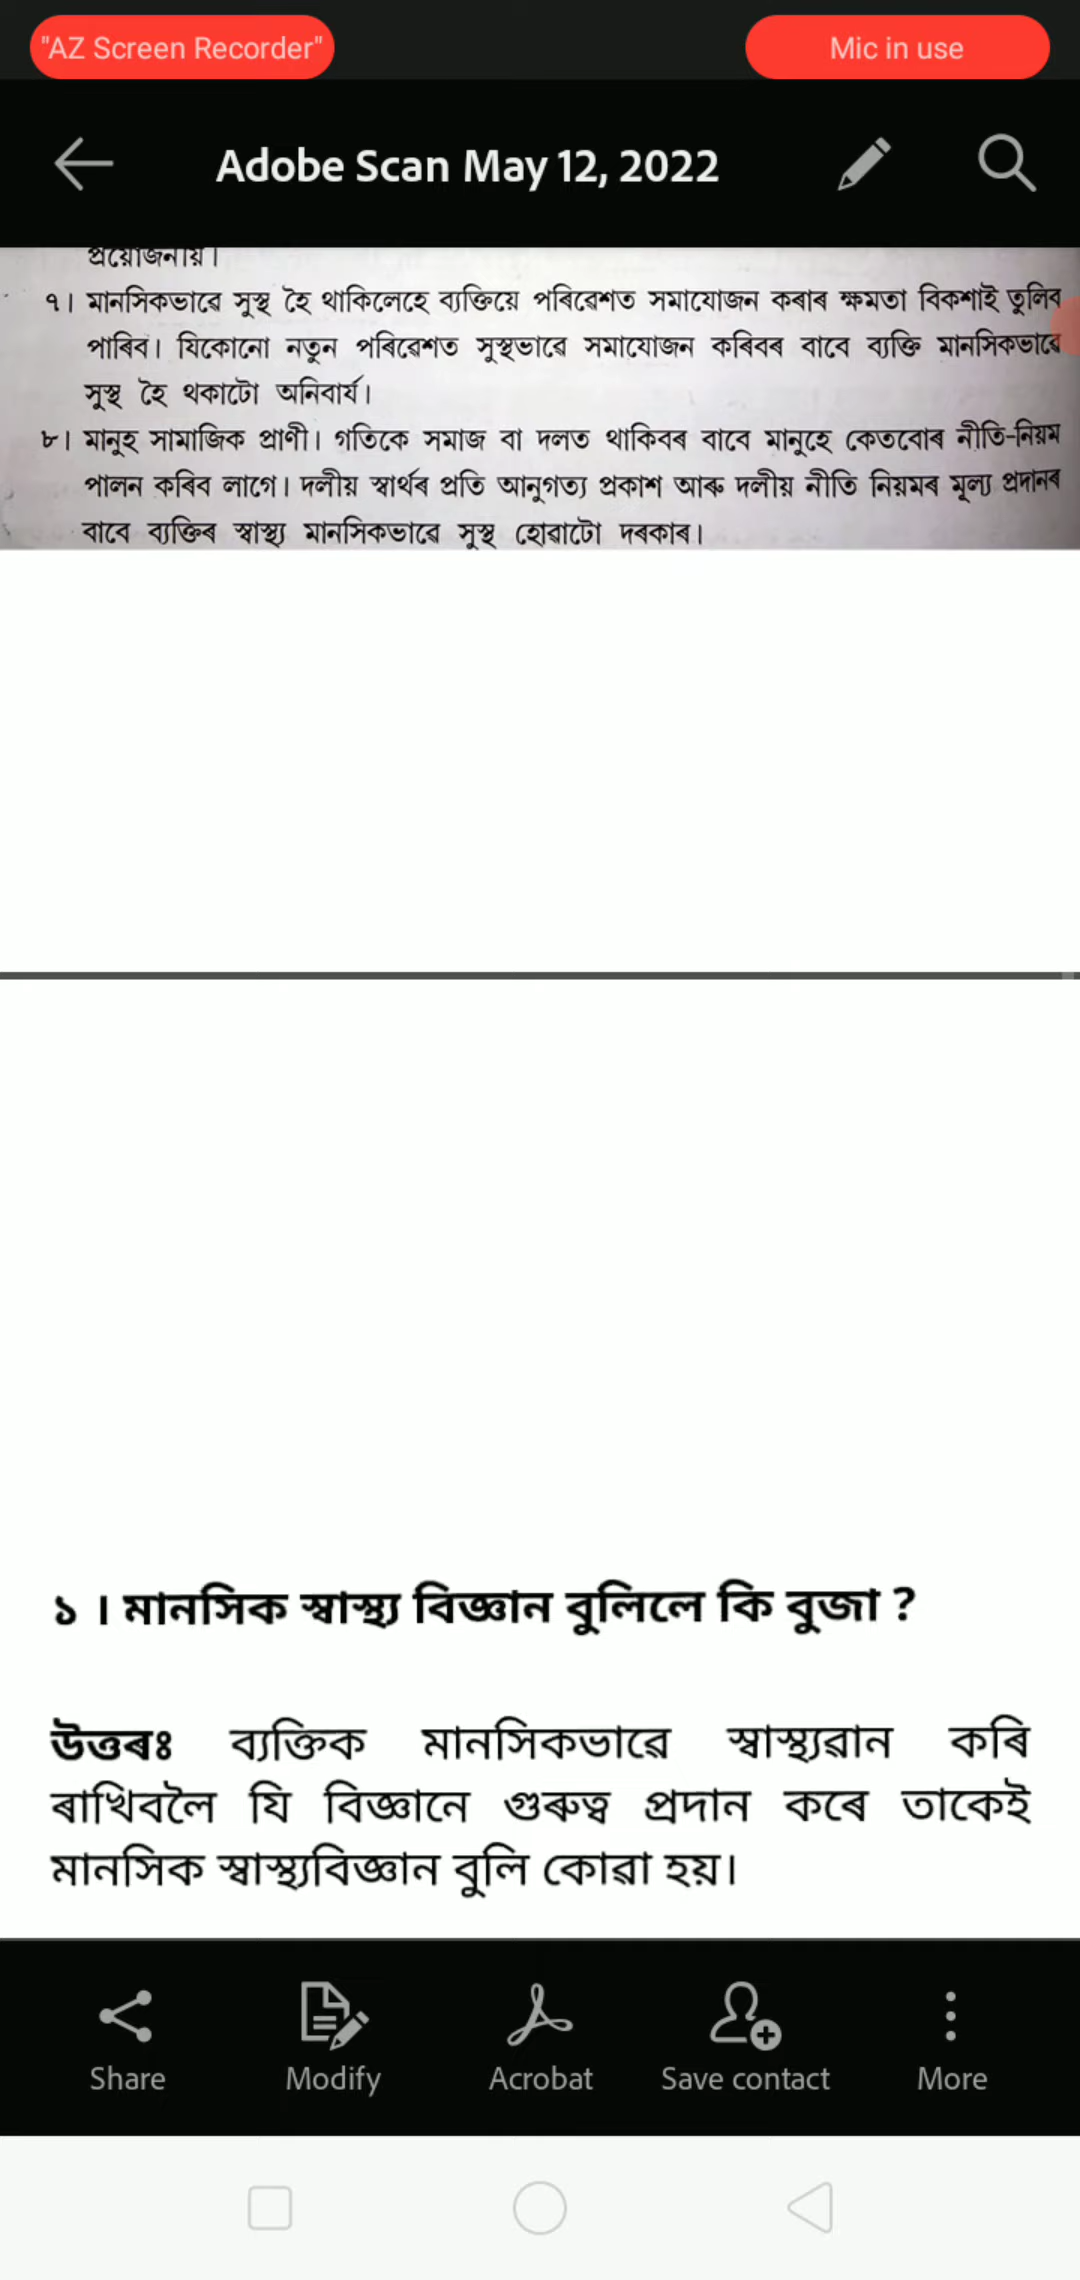 "AZ Screen Recorder"
Mic in use
Adobe Scan May 12, 2022
প্ৰয়োজনীয়।
৭। মানসিকভাৱে সুস্থ হৈ থাকিলেহে ব্যক্তিয়ে পৰিৱেশত সমাযোজন কৰাৰ ক্ষমতা বিকশাই তুলিব
পাৰিব। যিকোনো নতুন পৰিৱেশত সুস্থভাৱে সমাযোজন কৰিবৰ বাবে ব্যক্তি মানসিকভাৱে
সুস্থ হৈ থকাটো অনিবাৰ্য।
৮। মানুহ সামাজিক প্ৰাণী। গতিকে সমাজ বা দলত থাকিবৰ বাবে মানুহে কেতবোৰ নীতি-নিয়ম
পালন কৰিব লাগে। দলীয় স্বাৰ্থৰ প্ৰতি আনুগত্য প্ৰকাশ আৰু দলীয় নীতি নিয়মৰ মূল্য প্ৰদানৰ
বাবে ব্যক্তিৰ স্বাস্থ্য মানসিকভাৱে সুস্থ হোৱাটো দৰকাৰ।
১ । মানসিক স্বাস্থ্য বিজ্ঞান বুলিলে কি বুজা ?
উত্তৰঃ ব্যক্তিক মানসিকভাৱে স্বাস্থ্যৱান কৰি
ৰাখিবলৈ যি বিজ্ঞানে গুৰুত্ব প্ৰদান কৰে তাকেই
মানসিক স্বাস্থ্যবিজ্ঞান বুলি কোৱা হয়।
Share
Modify
Acrobat
Save contact
More